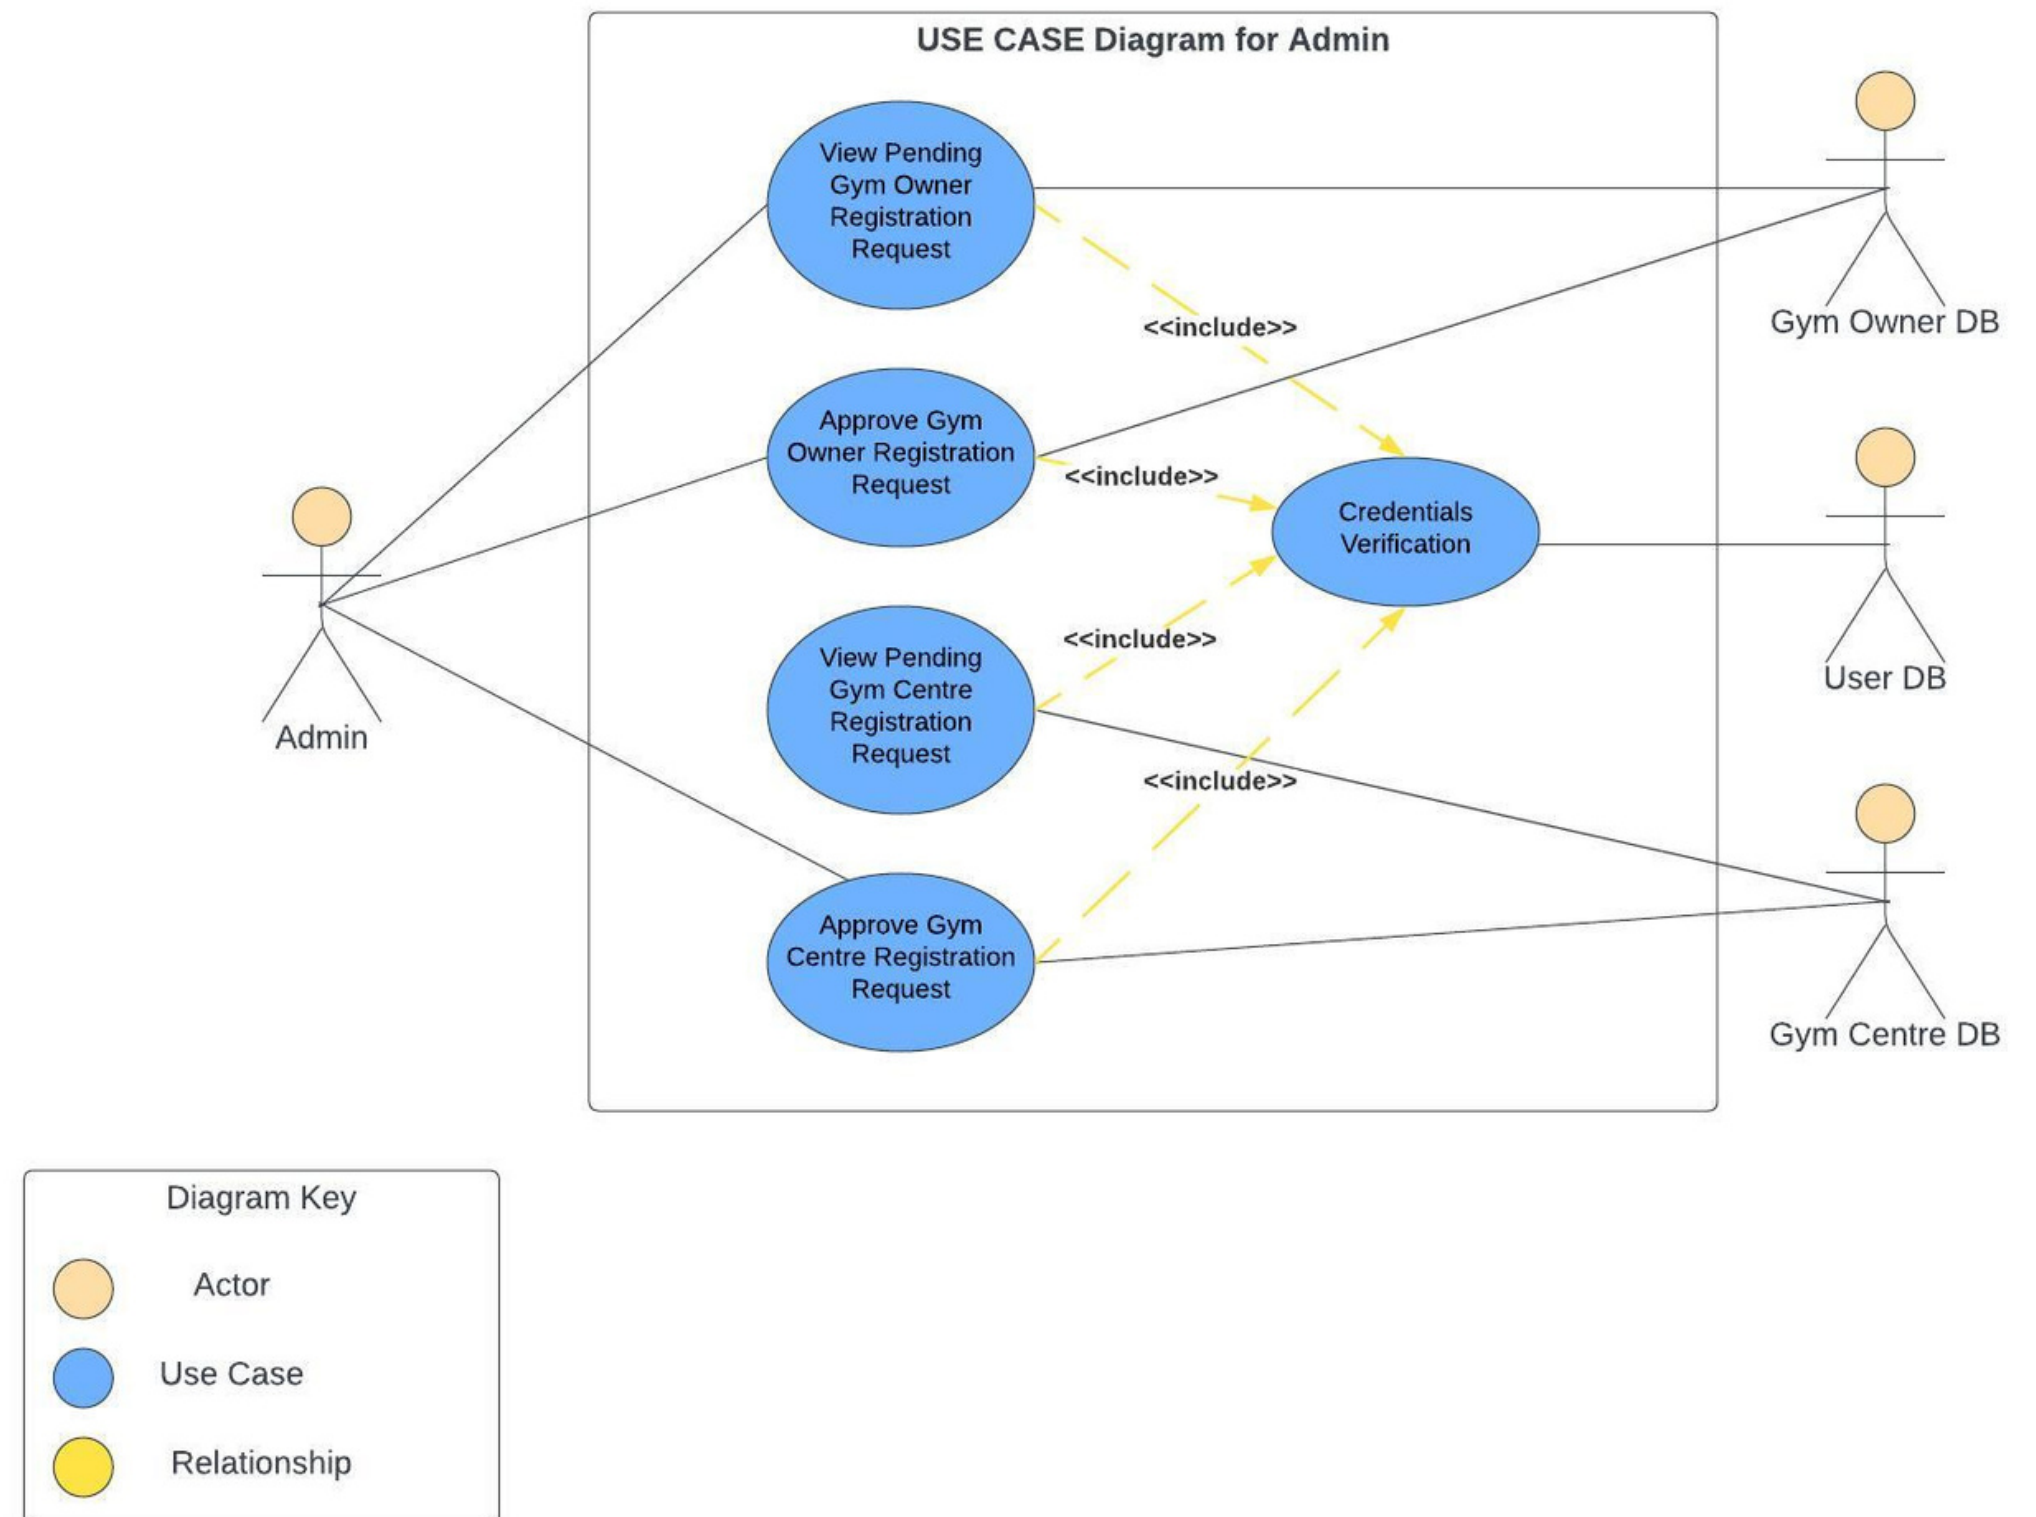 USE CASE Diagram for Admin
View Pending
Gym Owner
Registration
Request
<<include>>
Gym Owner DB
Approve Gym
Owner Registration
Request
<<include>>
Credentials
Verification
<<include>>
User DB
View Pending
Gym Centre
Registration
Request
Admin
<<include>>
Approve Gym
Centre Registration
Request
Gym Centre DB
Diagram Key
Actor
Use Case
Relationship